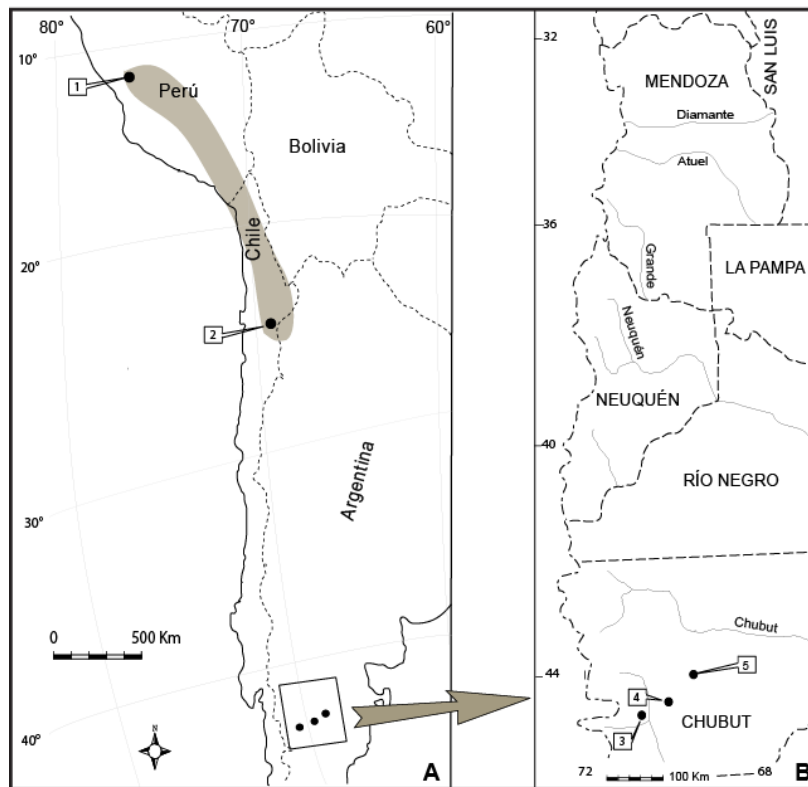 80°
70°
60°
10°
1
Perú
Bolivia
20°
Chile
2
Argentina
30°
0
500 Km
N
40°
A
32
MENDOZA
SAN LUIS
Diamante
Atuel
36
Grande
LA PAMPA
Neuquén
NEUQUÉN
40
RÍO NEGRO
Chubut
44
5
4
CHUBUT
3
72
100 Km
68
B